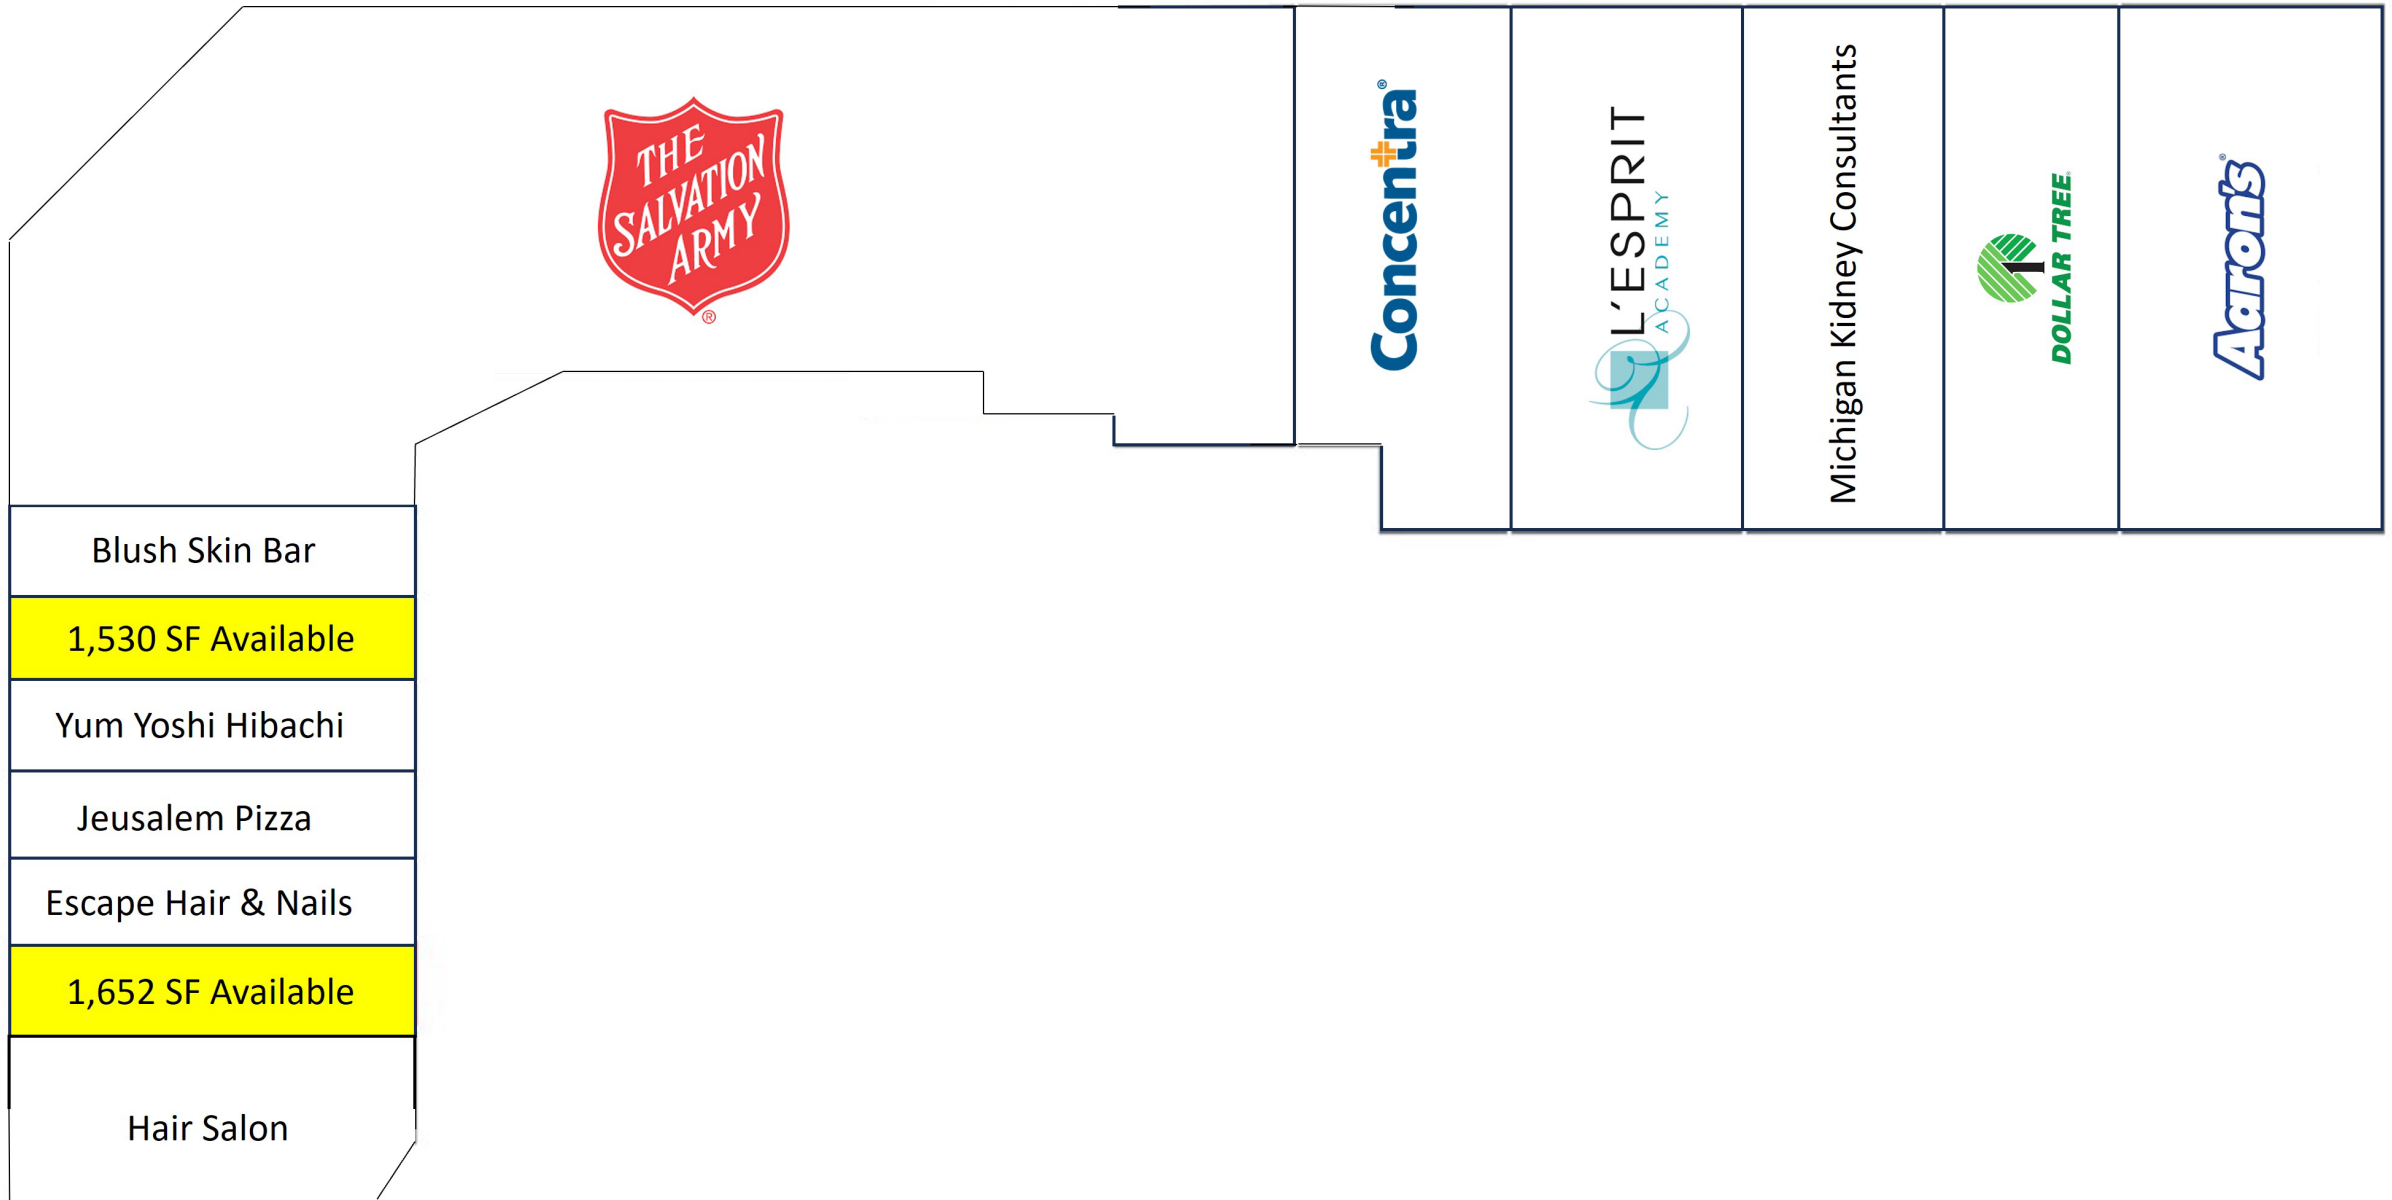 THE
SALVATION
ARMY
®
Concentra®
L'ESPRIT
ACADEMY
Michigan Kidney Consultants
DOLLAR TREE®
Aaron's®
Blush Skin Bar
1,530 SF Available
Yum Yoshi Hibachi
Jeusalem Pizza
Escape Hair & Nails
1,652 SF Available
Hair Salon